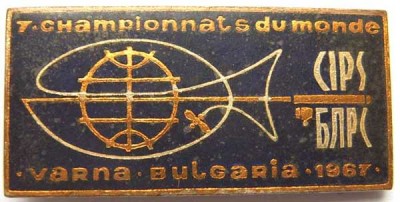 7. CHAMPIONNATS DU MONDE
CIPS
БЛРС
· VARNA · BULGARIA · 1967 ·